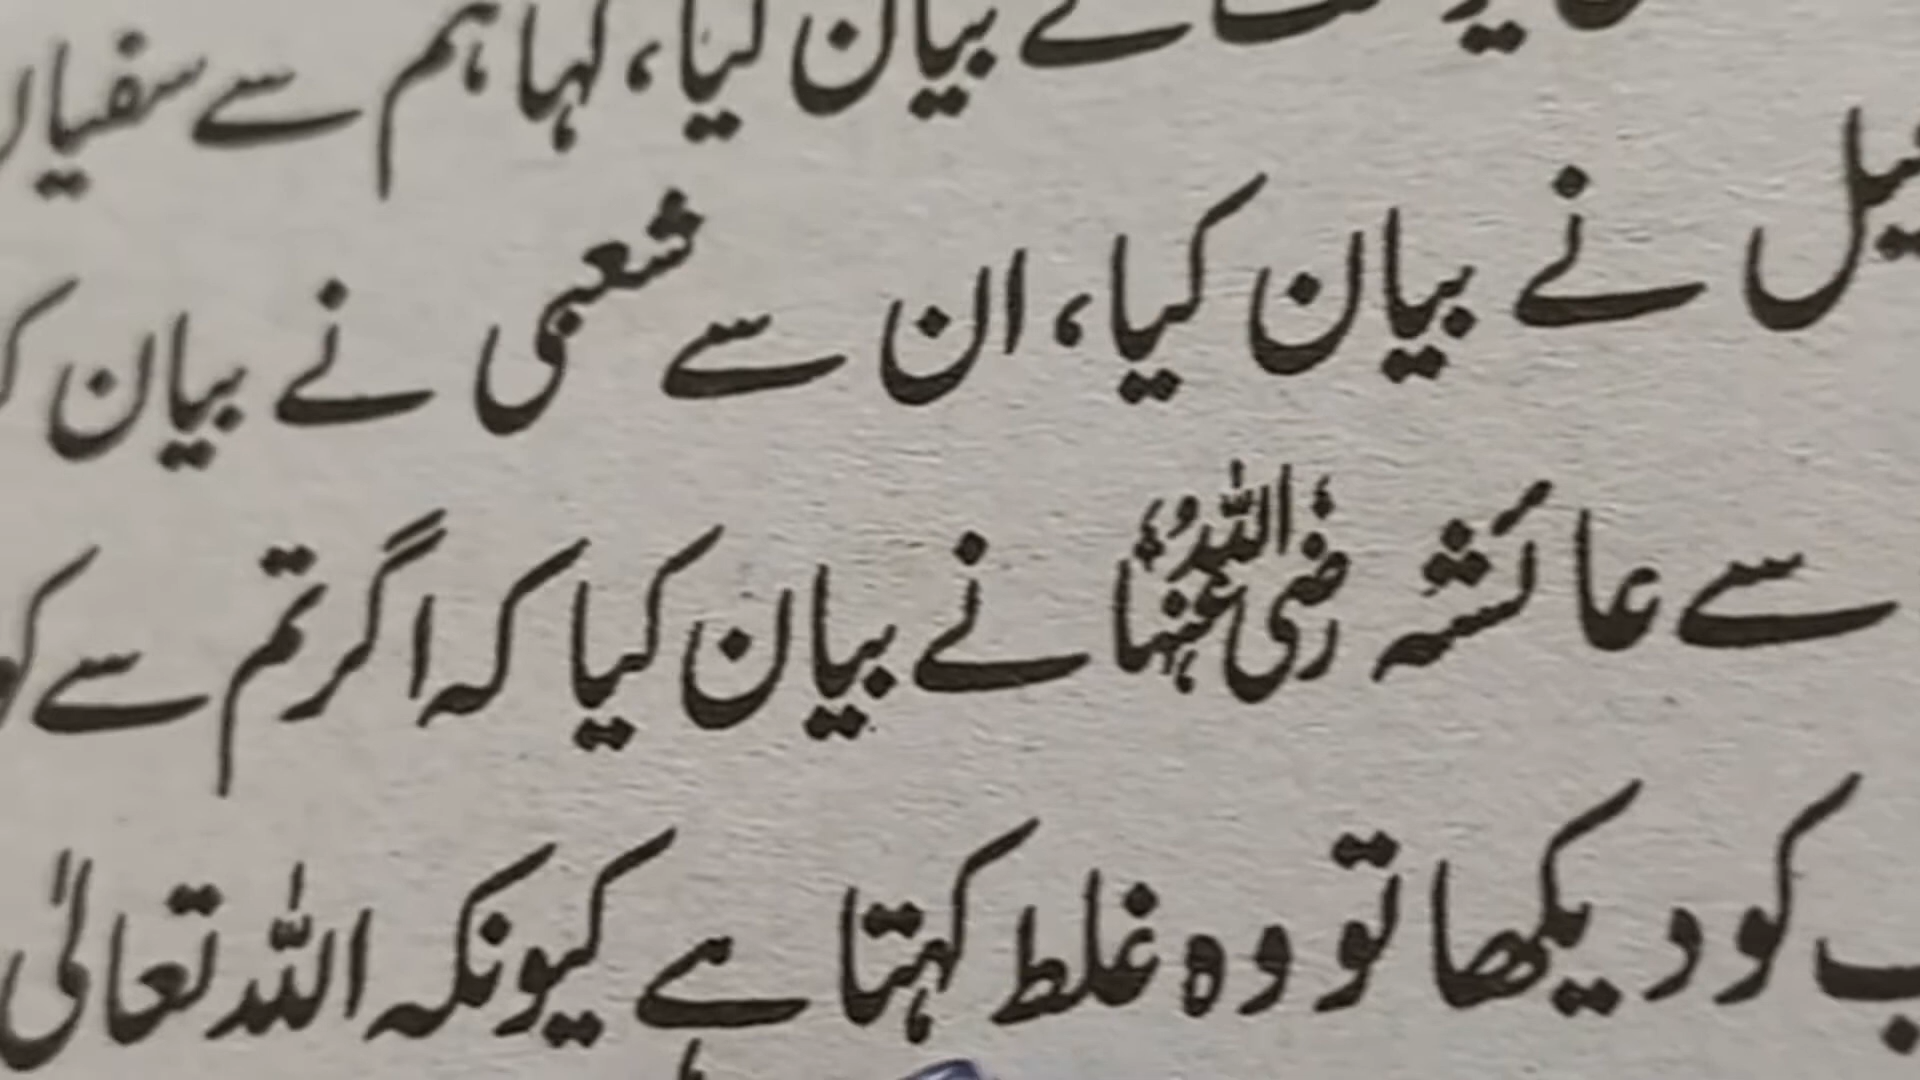 نے بیان کیا، کہا ہم سے سفیان
نے بیان کیا، ان سے شعبی نے بیان
سے عائشہ رضی اللہ عنہا نے بیان کیا کہ اگر تم سے
کو دیکھا تو وہ غلط کہتا ہے کیونکہ اللہ تعالیٰ